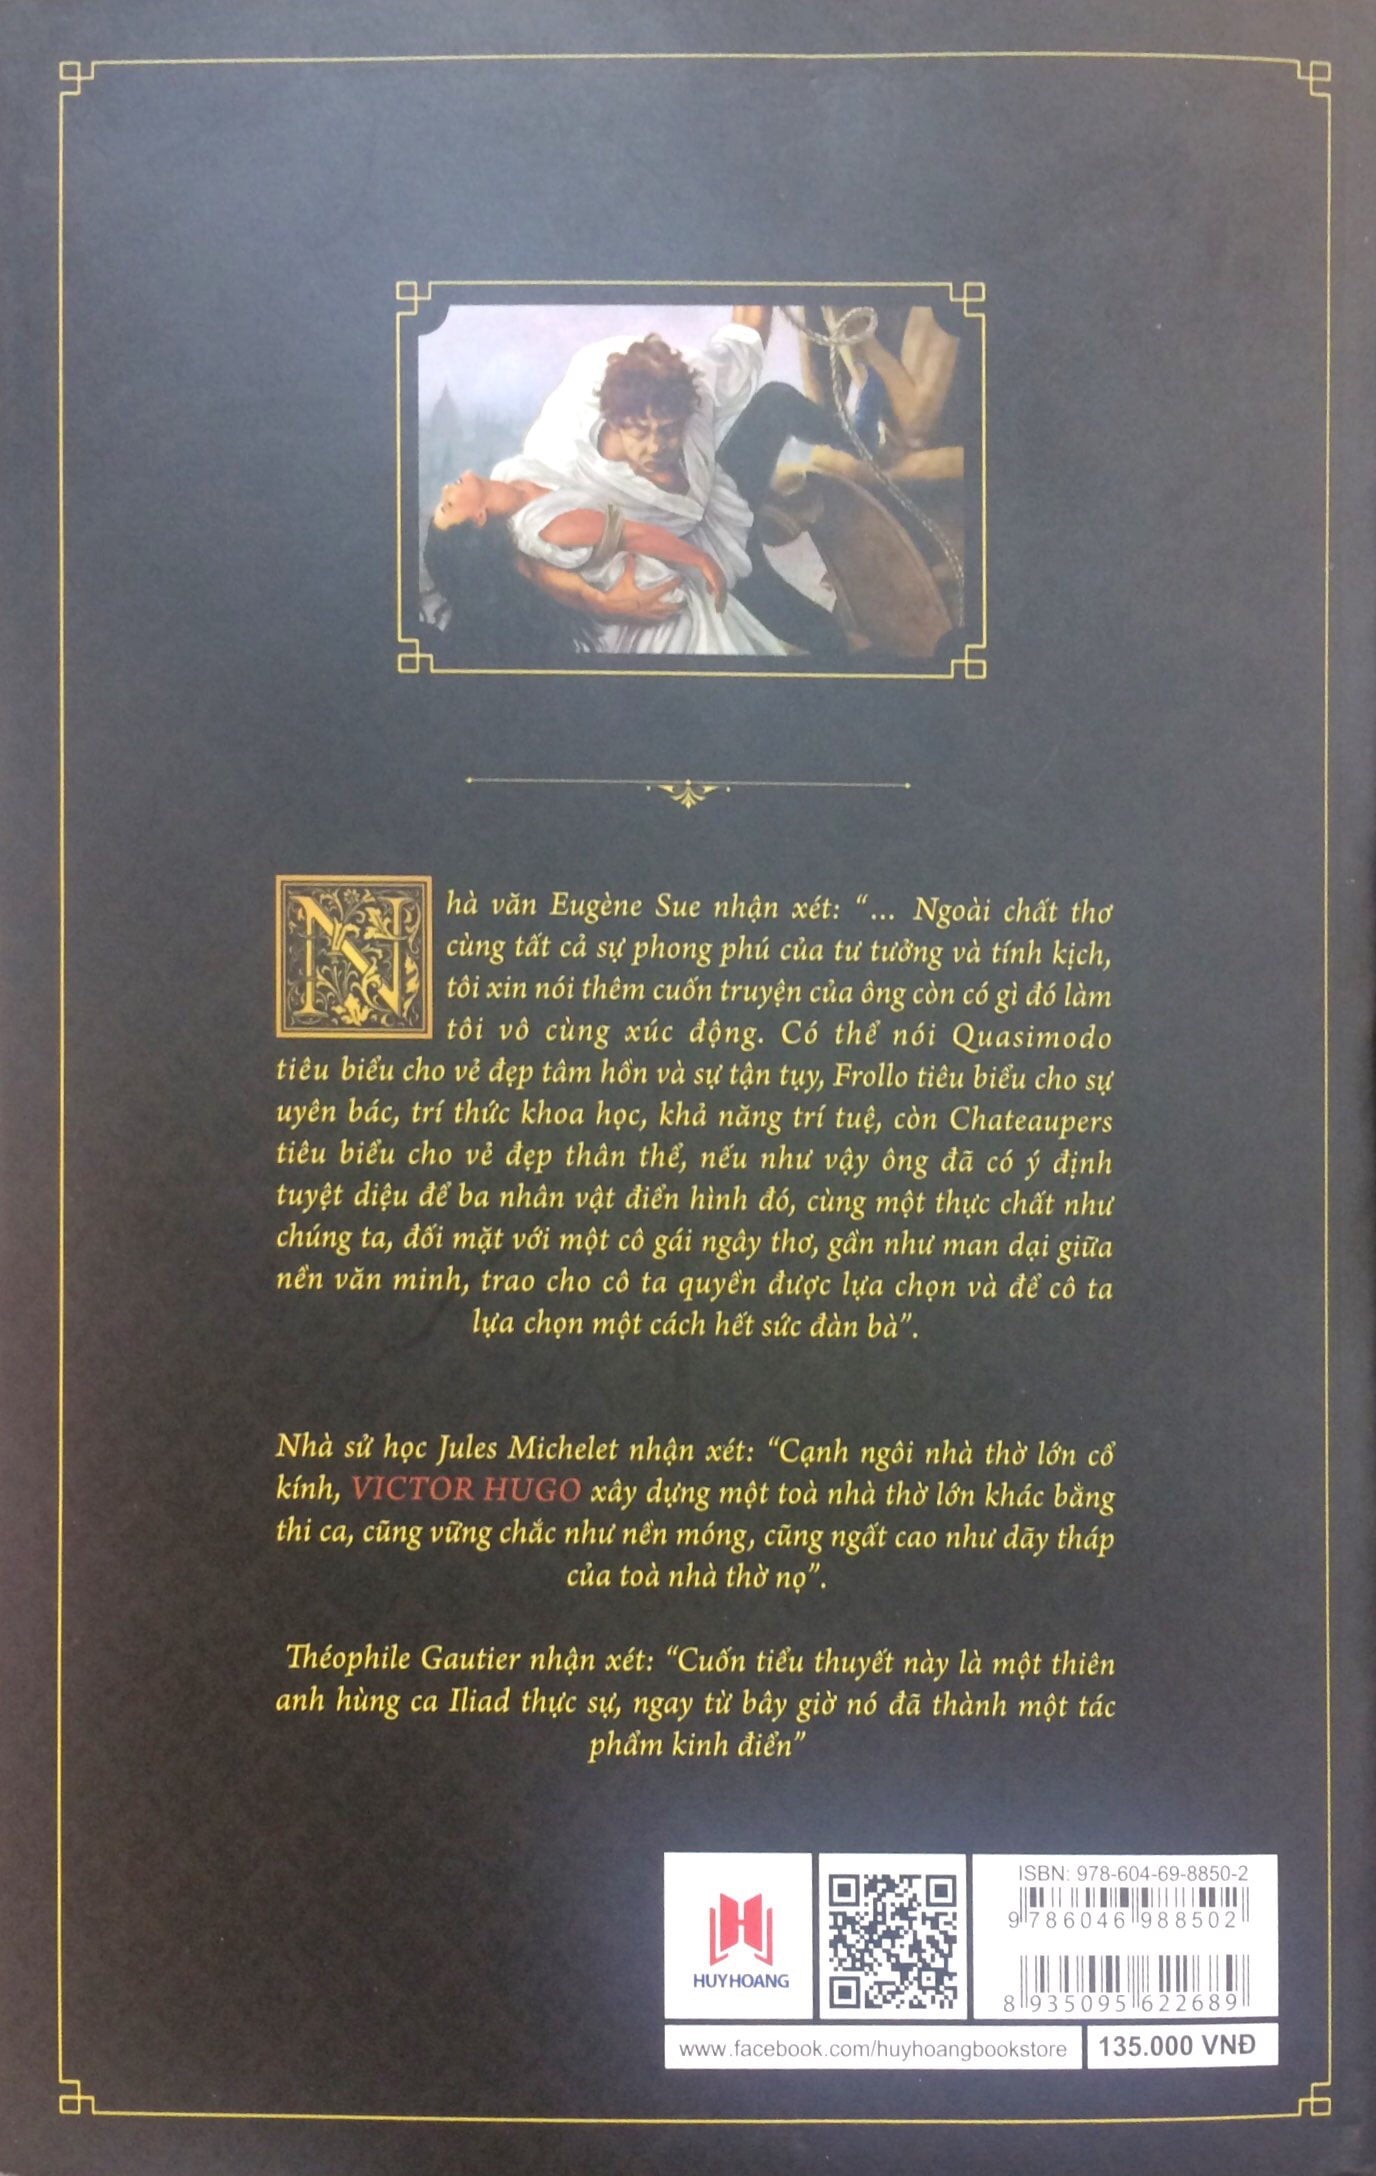 Nhà văn Eugène Sue nhận xét: “... Ngoài chất thơ
cùng tất cả sự phong phú của tư tưởng và tính kịch,
tôi xin nói thêm cuốn truyện của ông còn có gì đó làm
tôi vô cùng xúc động. Có thể nói Quasimodo
tiêu biểu cho vẻ đẹp tâm hồn và sự tận tụy, Frollo tiêu biểu cho sự
uyên bác, trí thức khoa học, khả năng trí tuệ, còn Chateaupers
tiêu biểu cho vẻ đẹp thân thể, nếu như vậy ông đã có ý định
tuyệt diệu để ba nhân vật điển hình đó, cùng một thực chất như
chúng ta, đối mặt với một cô gái ngây thơ, gần như man dại giữa
nền văn minh, trao cho cô ta quyền được lựa chọn và để cô ta
lựa chọn một cách hết sức đàn bà”.
Nhà sử học Jules Michelet nhận xét: “Cạnh ngôi nhà thờ lớn cổ
kính, VICTOR HUGO xây dựng một toà nhà thờ lớn khác bằng
thi ca, cũng vững chắc như nền móng, cũng ngất cao như dãy tháp
của toà nhà thờ nọ”.
Théophile Gautier nhận xét: “Cuốn tiểu thuyết này là một thiên
anh hùng ca Iliad thực sự, ngay từ bây giờ nó đã thành một tác
phẩm kinh điển”
HUYHOANG
ISBN: 978-604-69-8850-2
9 786046 988502
8 935095 622689
www.facebook.com/huyhoangbookstore
135.000 VNĐ